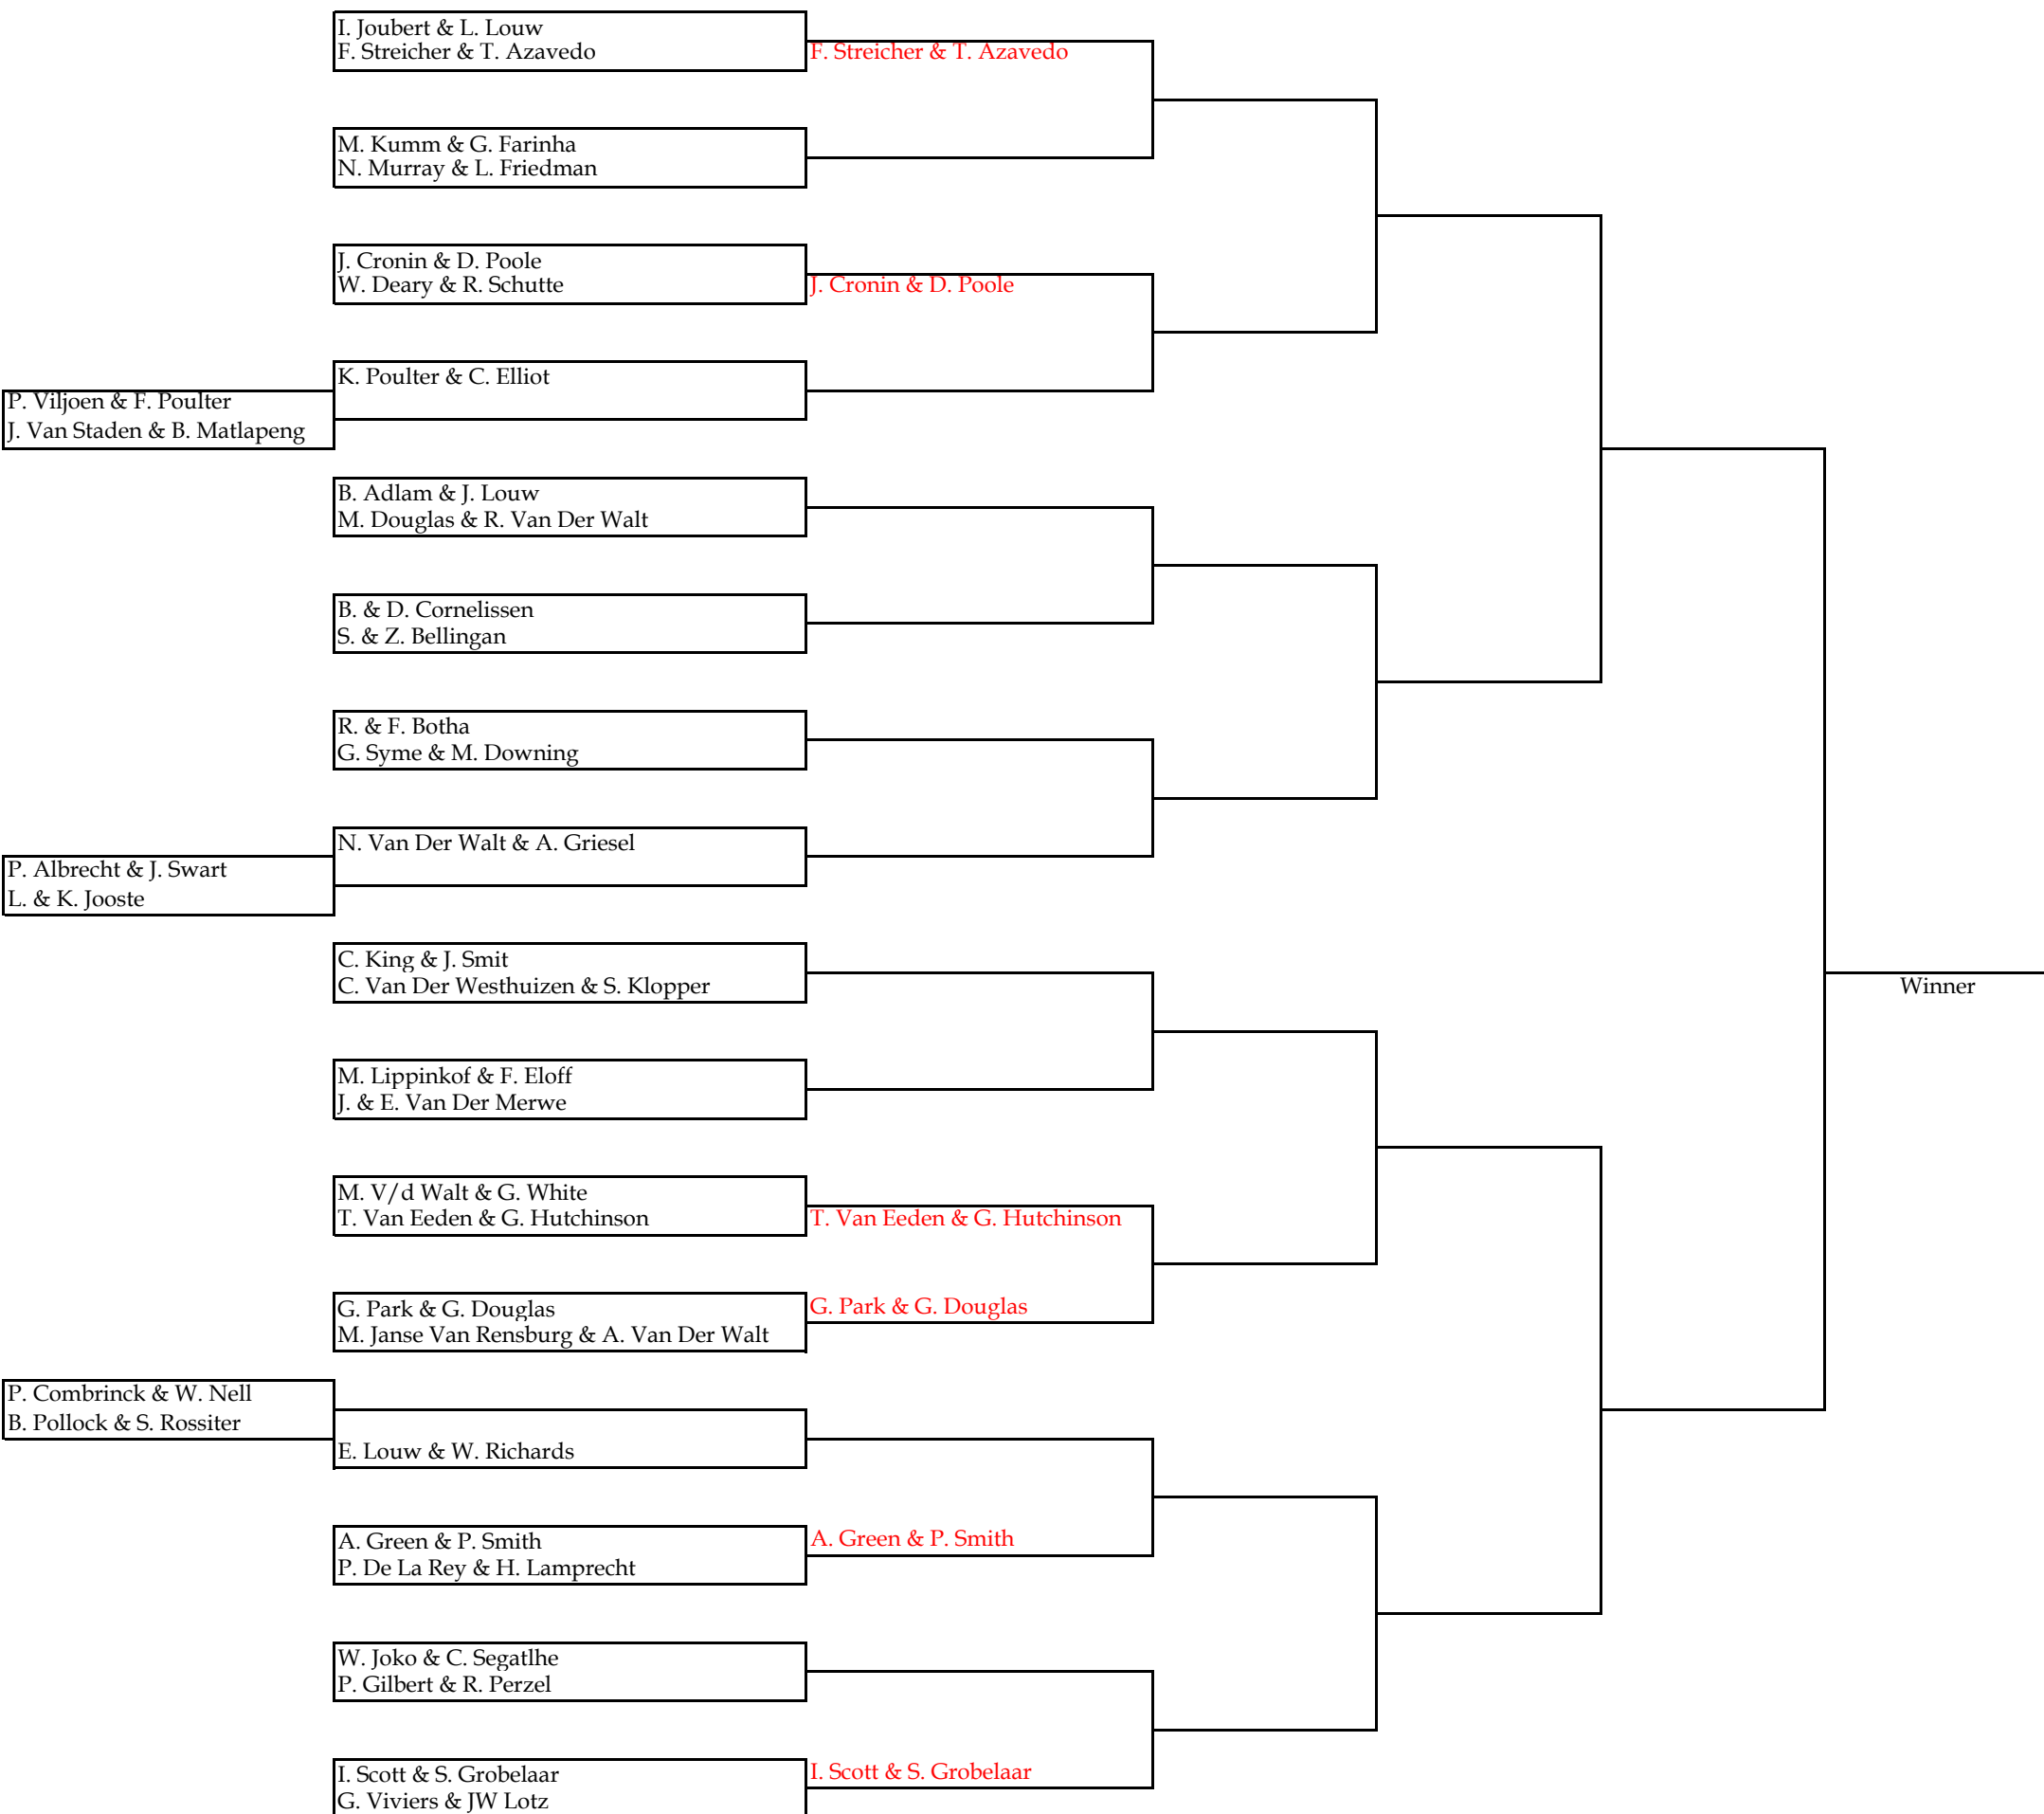 I. Joubert & L. Louw
F. Streicher & T. Azavedo
F. Streicher & T. Azavedo
M. Kumm & G. Farinha
N. Murray & L. Friedman
J. Cronin & D. Poole
W. Deary & R. Schutte
J. Cronin & D. Poole
K. Poulter & C. Elliot
P. Viljoen & F. Poulter
J. Van Staden & B. Matlapeng
B. Adlam & J. Louw
M. Douglas & R. Van Der Walt
B. & D. Cornelissen
S. & Z. Bellingan
R. & F. Botha
G. Syme & M. Downing
N. Van Der Walt & A. Griesel
P. Albrecht & J. Swart
L. & K. Jooste
C. King & J. Smit
C. Van Der Westhuizen & S. Klopper
Winner
M. Lippinkof & F. Eloff
J. & E. Van Der Merwe
M. V/d Walt & G. White
T. Van Eeden & G. Hutchinson
T. Van Eeden & G. Hutchinson
G. Park & G. Douglas
G. Park & G. Douglas
M. Janse Van Rensburg & A. Van Der Walt
P. Combrinck & W. Nell
B. Pollock & S. Rossiter
E. Louw & W. Richards
A. Green & P. Smith
A. Green & P. Smith
P. De La Rey & H. Lamprecht
W. Joko & C. Segatlhe
P. Gilbert & R. Perzel
I. Scott & S. Grobelaar
I. Scott & S. Grobelaar
G. Viviers & JW Lotz